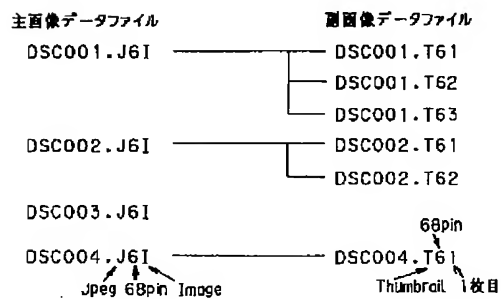 主画像データファイル　副画像データファイル
DSC001.J6I　DSC001.T61
DSC001.T62
DSC001.T63
DSC002.J6I　DSC002.T61
DSC002.T62
DSC003.J6I
68pin
DSC004.J6I　DSC004.T61
Jpeg 68pin Image　Thumbrail 1枚目